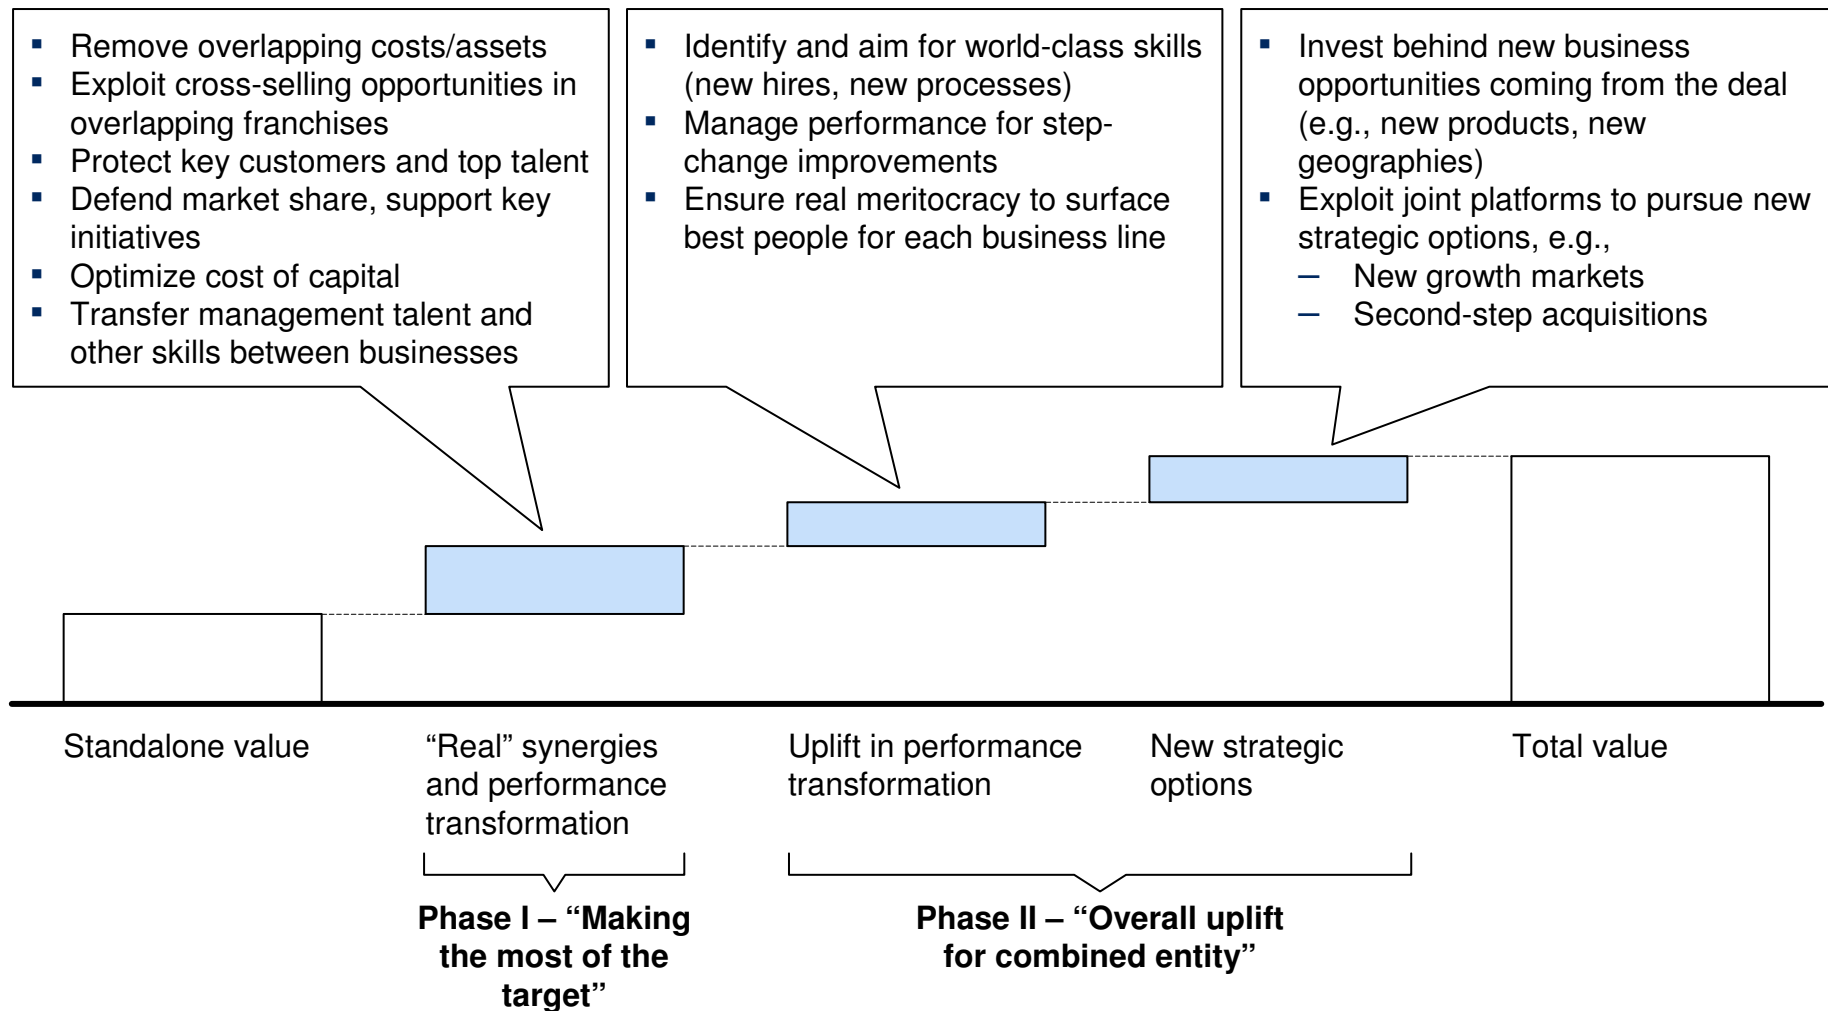 ▪ Remove overlapping costs/assets
▪ Exploit cross-selling opportunities in
overlapping franchises
▪ Protect key customers and top talent
▪ Defend market share, support key
initiatives
▪ Optimize cost of capital
▪ Transfer management talent and
other skills between businesses
▪ Identify and aim for world-class skills
(new hires, new processes)
▪ Manage performance for step-
change improvements
▪ Ensure real meritocracy to surface
best people for each business line
▪ Invest behind new business
opportunities coming from the deal
(e.g., new products, new
geographies)
▪ Exploit joint platforms to pursue new
strategic options, e.g.,
– New growth markets
– Second-step acquisitions
Standalone value
“Real” synergies
and performance
transformation
Uplift in performance
transformation
New strategic
options
Total value
Phase I – “Making
the most of the
target”
Phase II – “Overall uplift
for combined entity”